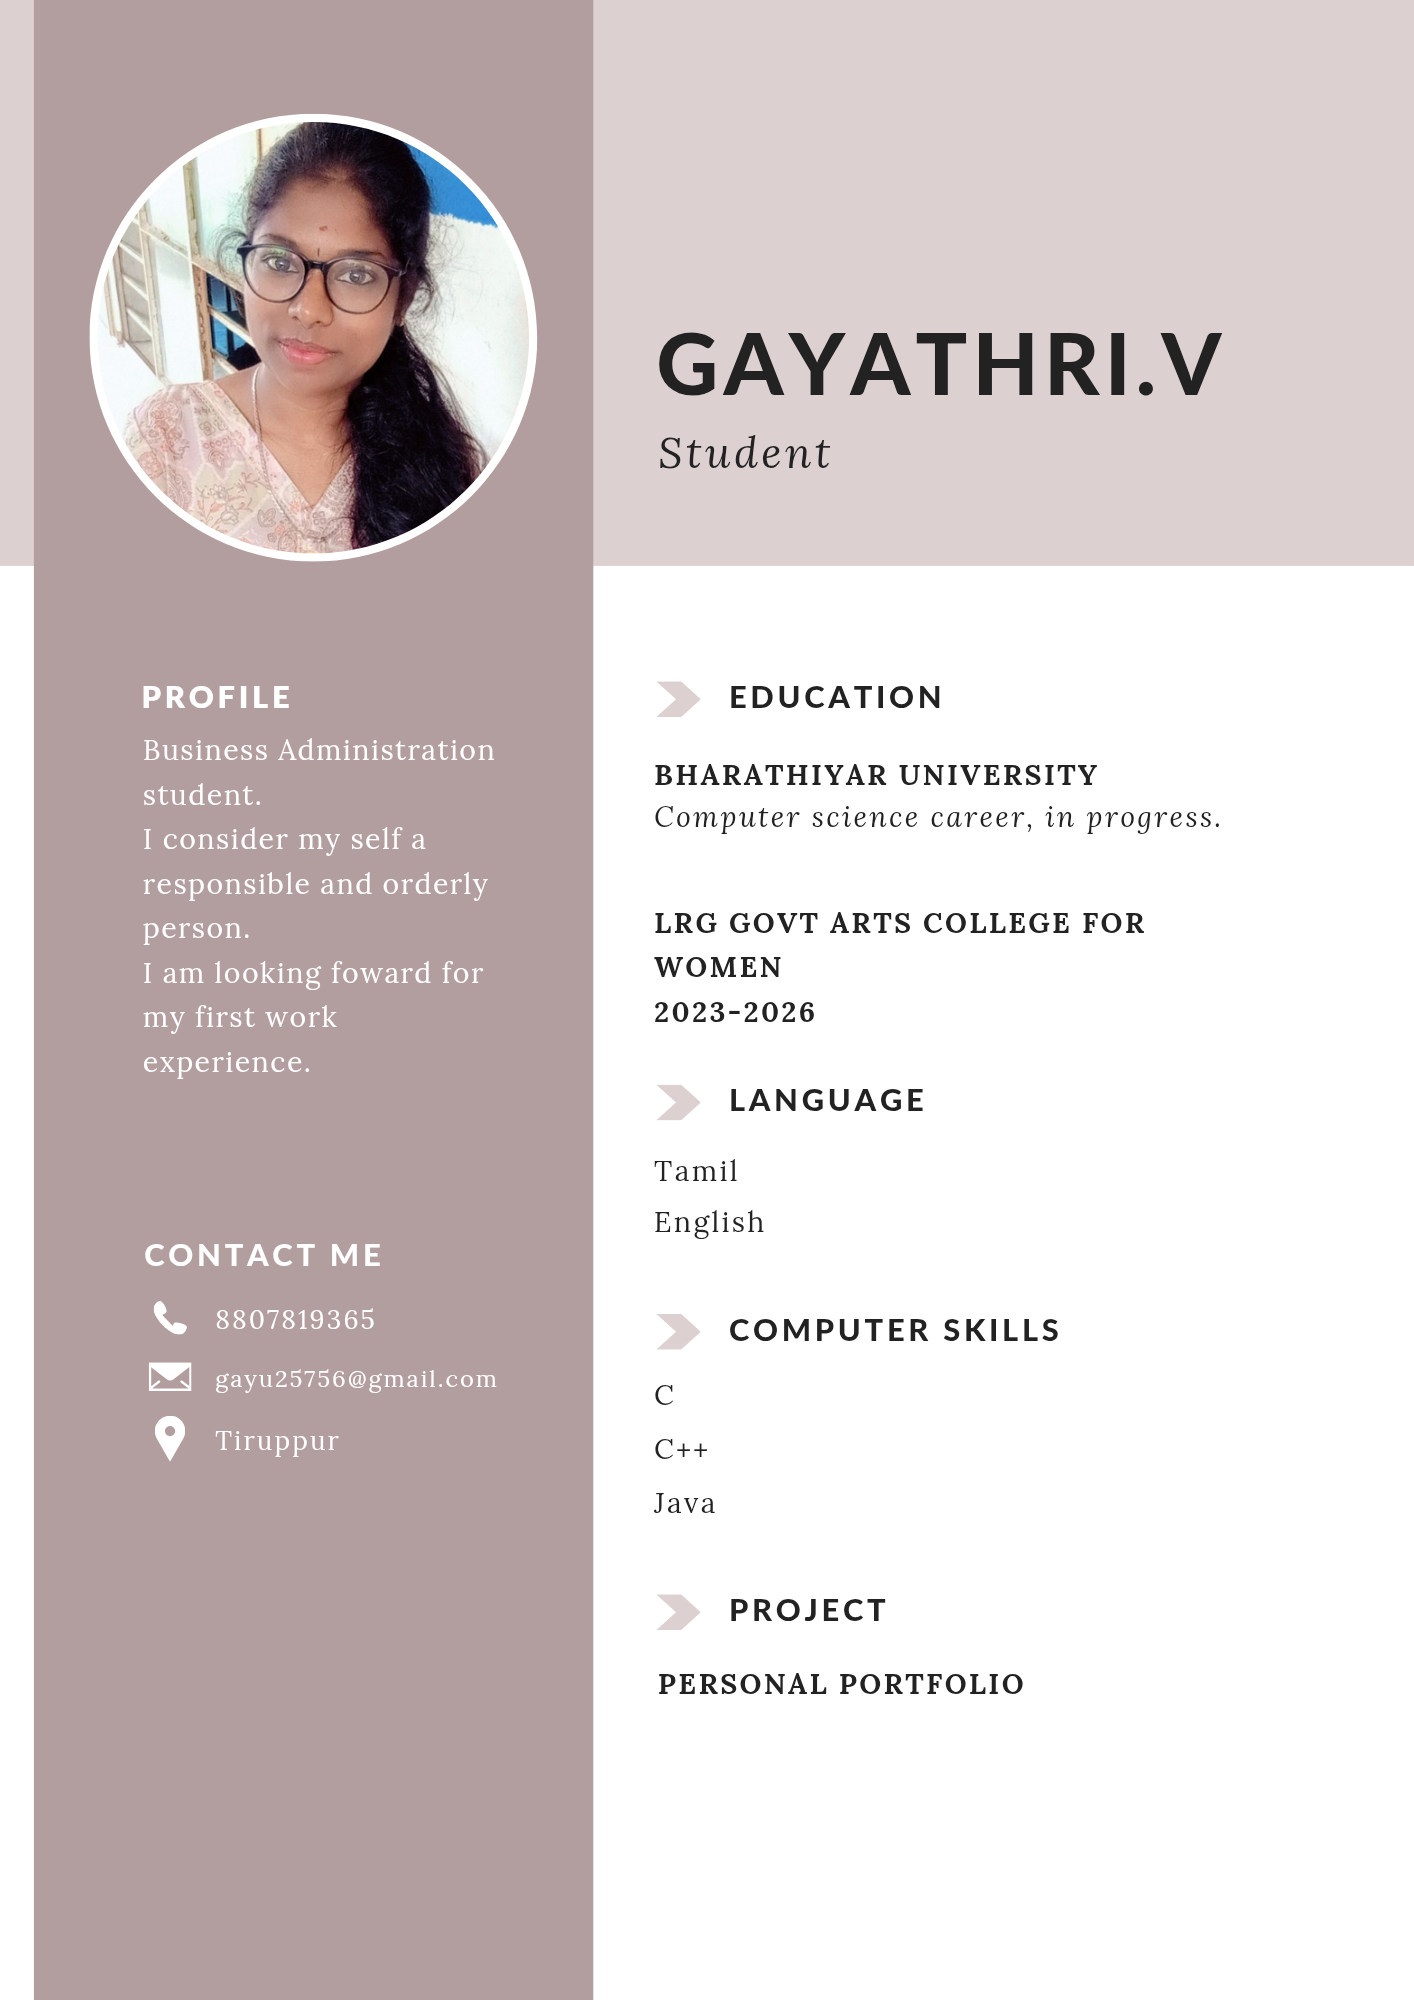 GAYATHRI.V
Student
PROFILE
Business Administration
student.
I consider my self a
responsible and orderly
person.
I am looking foward for
my first work
experience.
CONTACT ME
8807819365
gayu25756@gmail.com
Tiruppur
EDUCATION
BHARATHIYAR UNIVERSITY
Computer science career, in progress.
LRG GOVT ARTS COLLEGE FOR
WOMEN
2023-2026
LANGUAGE
Tamil
English
COMPUTER SKILLS
C
C++
Java
PROJECT
PERSONAL PORTFOLIO